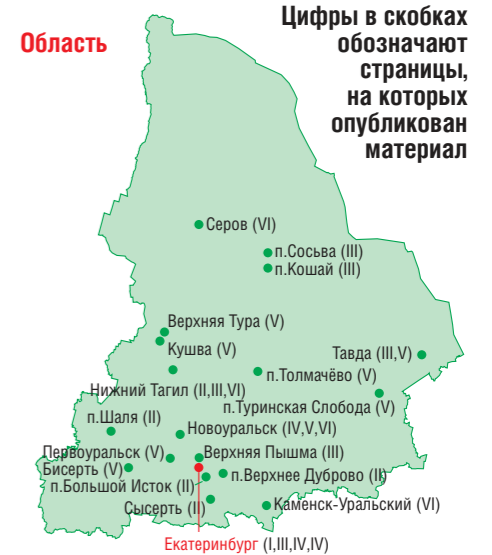 Область
Цифры в скобках
обозначают
страницы,
на которых
опубликован
материал
Серов (VI)
п.Сосьва (III)
п.Кошай (III)
Верхняя Тура (V)
Кушва (V)
Тавда (III,V)
п.Толмачёво (V)
Нижний Тагил (II,III,VI)
п.Туринская Слобода (V)
п.Шаля (II)
Новоуральск (IV,V,VI)
Первоуральск (V)
Верхняя Пышма (III)
Бисерть (V)
п.Верхнее Дуброво (II)
п.Большой Исток (II)
Сысерть (II)
Каменск-Уральский (VI)
Екатеринбург (I,III,IV,IV)